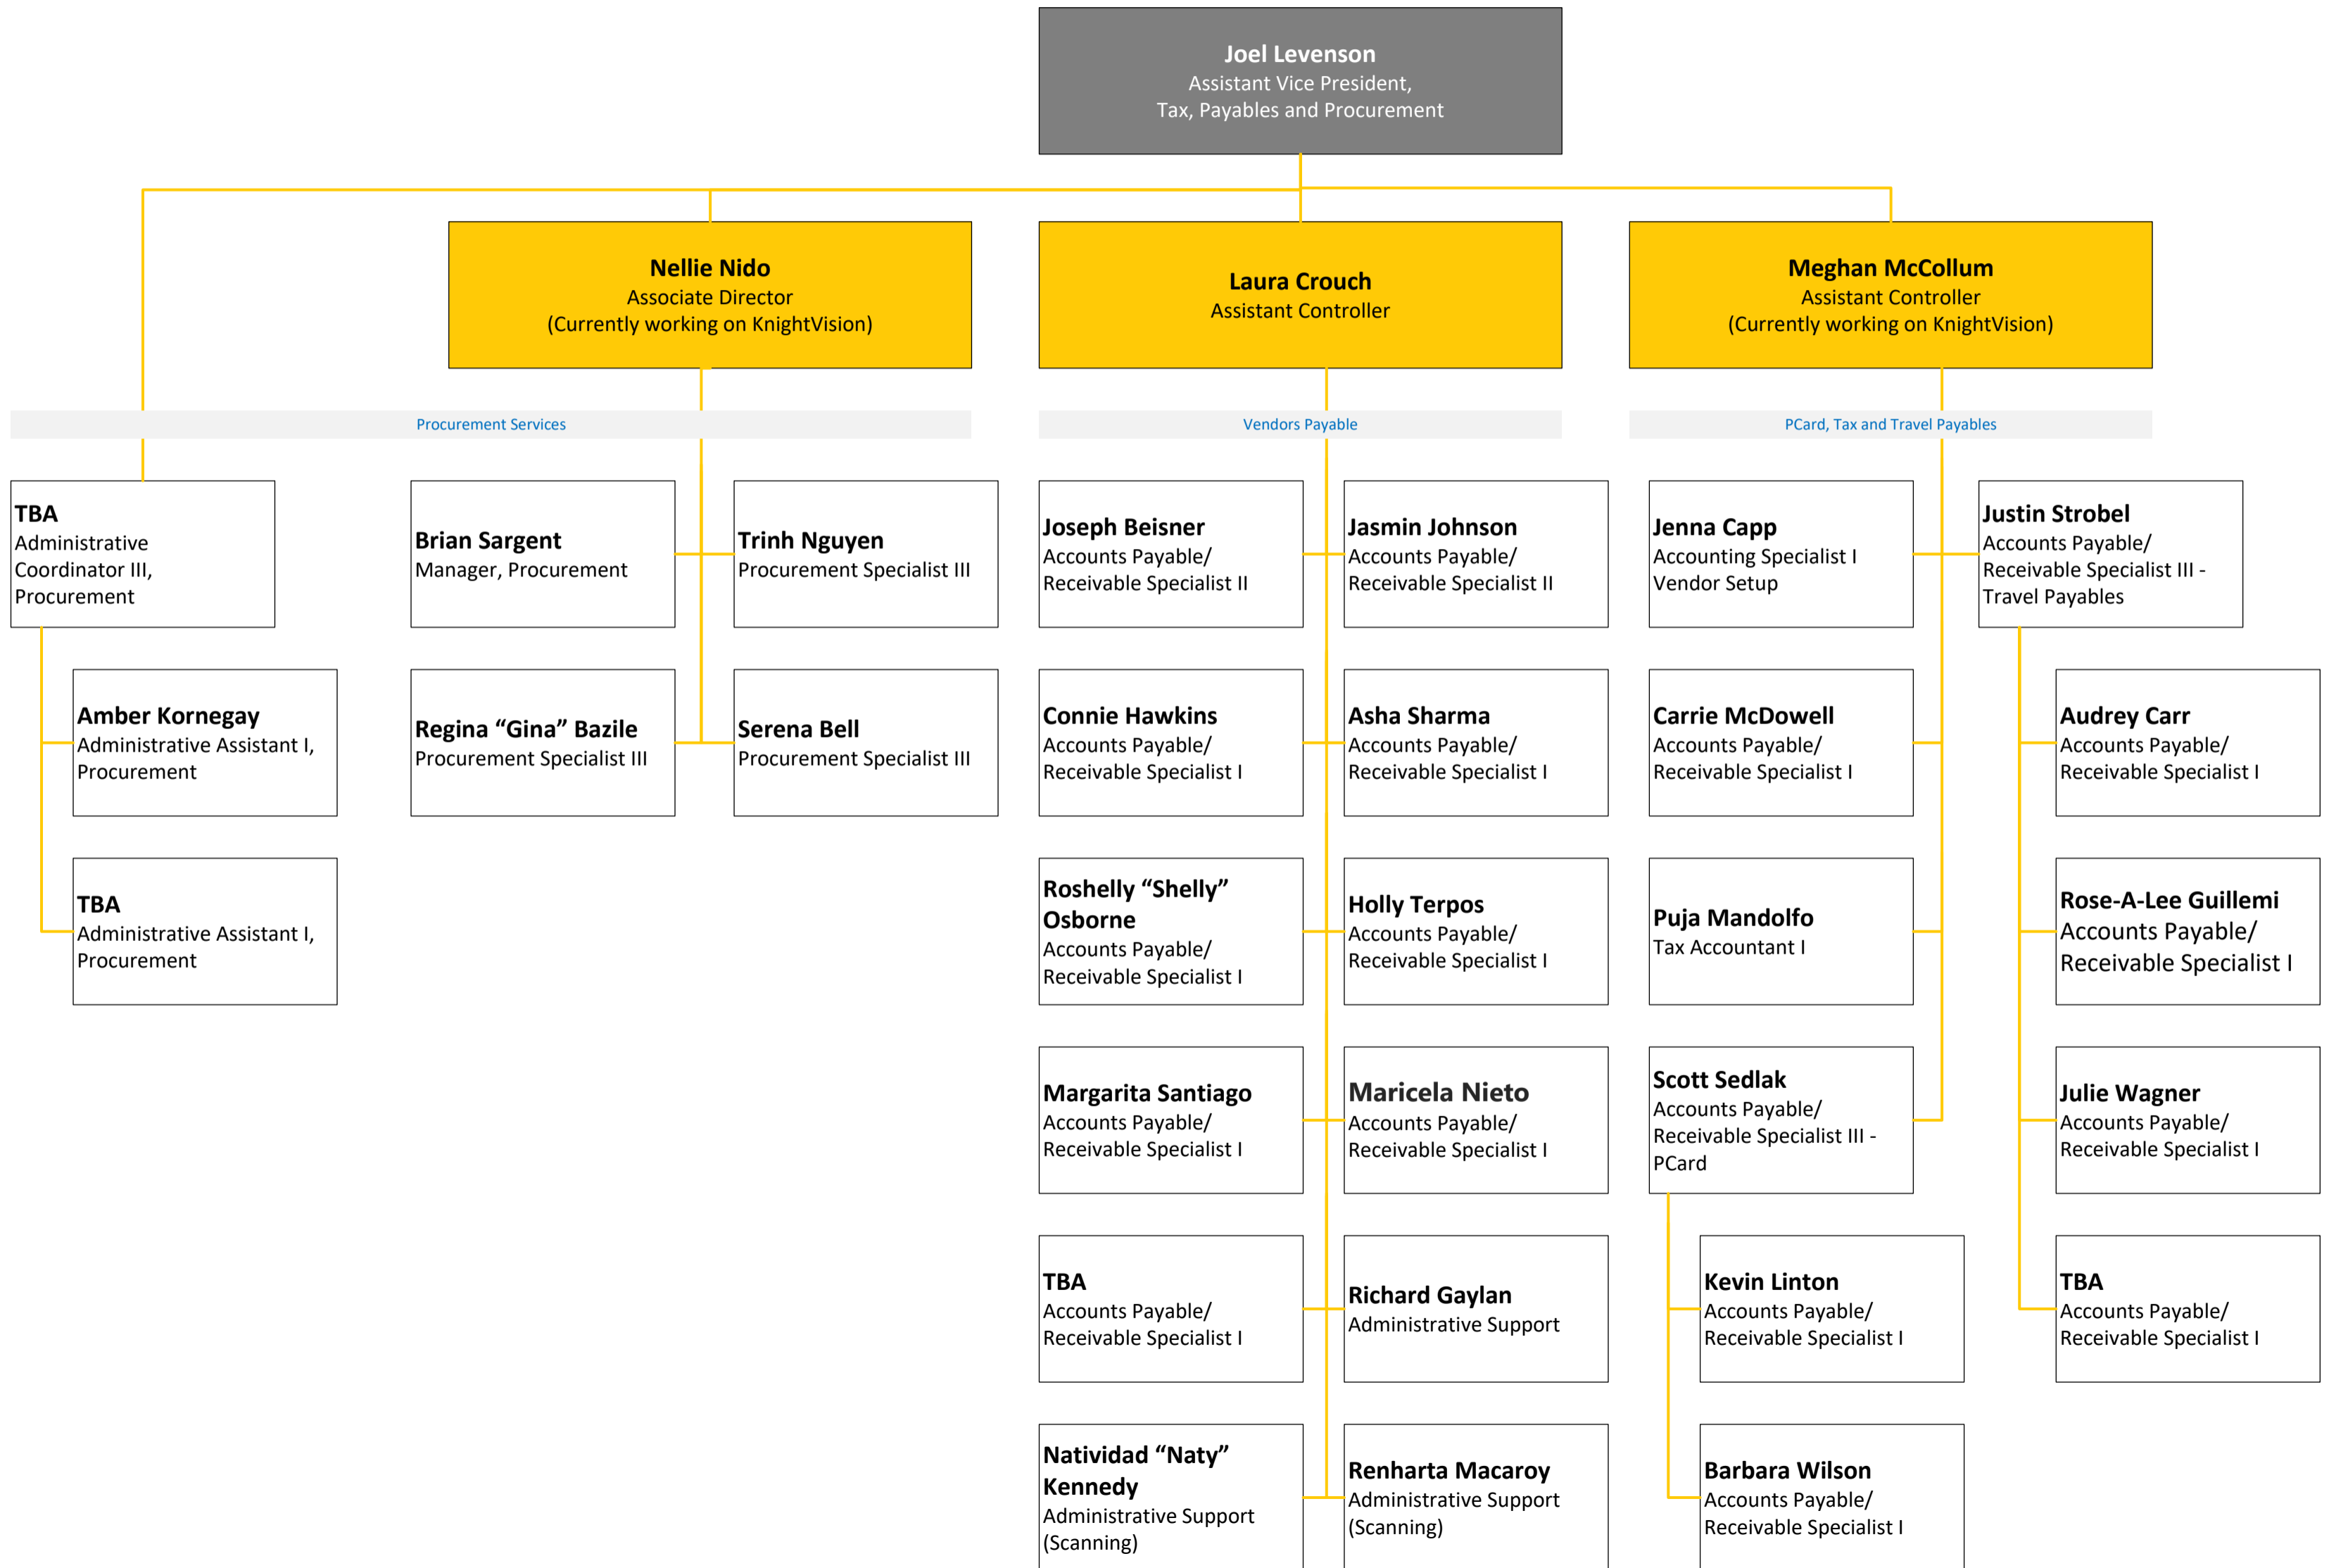 Joel Levenson
Assistant Vice President,
Tax, Payables and Procurement
Nellie Nido
Associate Director
(Currently working on KnightVision)
Laura Crouch
Assistant Controller
Meghan McCollum
Assistant Controller
(Currently working on KnightVision)
Procurement Services
Vendors Payable
PCard, Tax and Travel Payables
TBA
Administrative
Coordinator III,
Procurement
Amber Kornegay
Administrative Assistant I,
Procurement
TBA
Administrative Assistant I,
Procurement
Brian Sargent
Manager, Procurement
Trinh Nguyen
Procurement Specialist III
Regina “Gina” Bazile
Procurement Specialist III
Serena Bell
Procurement Specialist III
Joseph Beisner
Accounts Payable/
Receivable Specialist II
Jasmin Johnson
Accounts Payable/
Receivable Specialist II
Connie Hawkins
Accounts Payable/
Receivable Specialist I
Asha Sharma
Accounts Payable/
Receivable Specialist I
Roshelly “Shelly”
Osborne
Accounts Payable/
Receivable Specialist I
Holly Terpos
Accounts Payable/
Receivable Specialist I
Margarita Santiago
Accounts Payable/
Receivable Specialist I
Maricela Nieto
Accounts Payable/
Receivable Specialist I
TBA
Accounts Payable/
Receivable Specialist I
Richard Gaylan
Administrative Support
Natividad “Naty”
Kennedy
Administrative Support
(Scanning)
Renharta Macaroy
Administrative Support
(Scanning)
Jenna Capp
Accounting Specialist I
Vendor Setup
Carrie McDowell
Accounts Payable/
Receivable Specialist I
Puja Mandolfo
Tax Accountant I
Scott Sedlak
Accounts Payable/
Receivable Specialist III -
PCard
Kevin Linton
Accounts Payable/
Receivable Specialist I
Barbara Wilson
Accounts Payable/
Receivable Specialist I
Justin Strobel
Accounts Payable/
Receivable Specialist III -
Travel Payables
Audrey Carr
Accounts Payable/
Receivable Specialist I
Rose-A-Lee Guillemi
Accounts Payable/
Receivable Specialist I
Julie Wagner
Accounts Payable/
Receivable Specialist I
TBA
Accounts Payable/
Receivable Specialist I